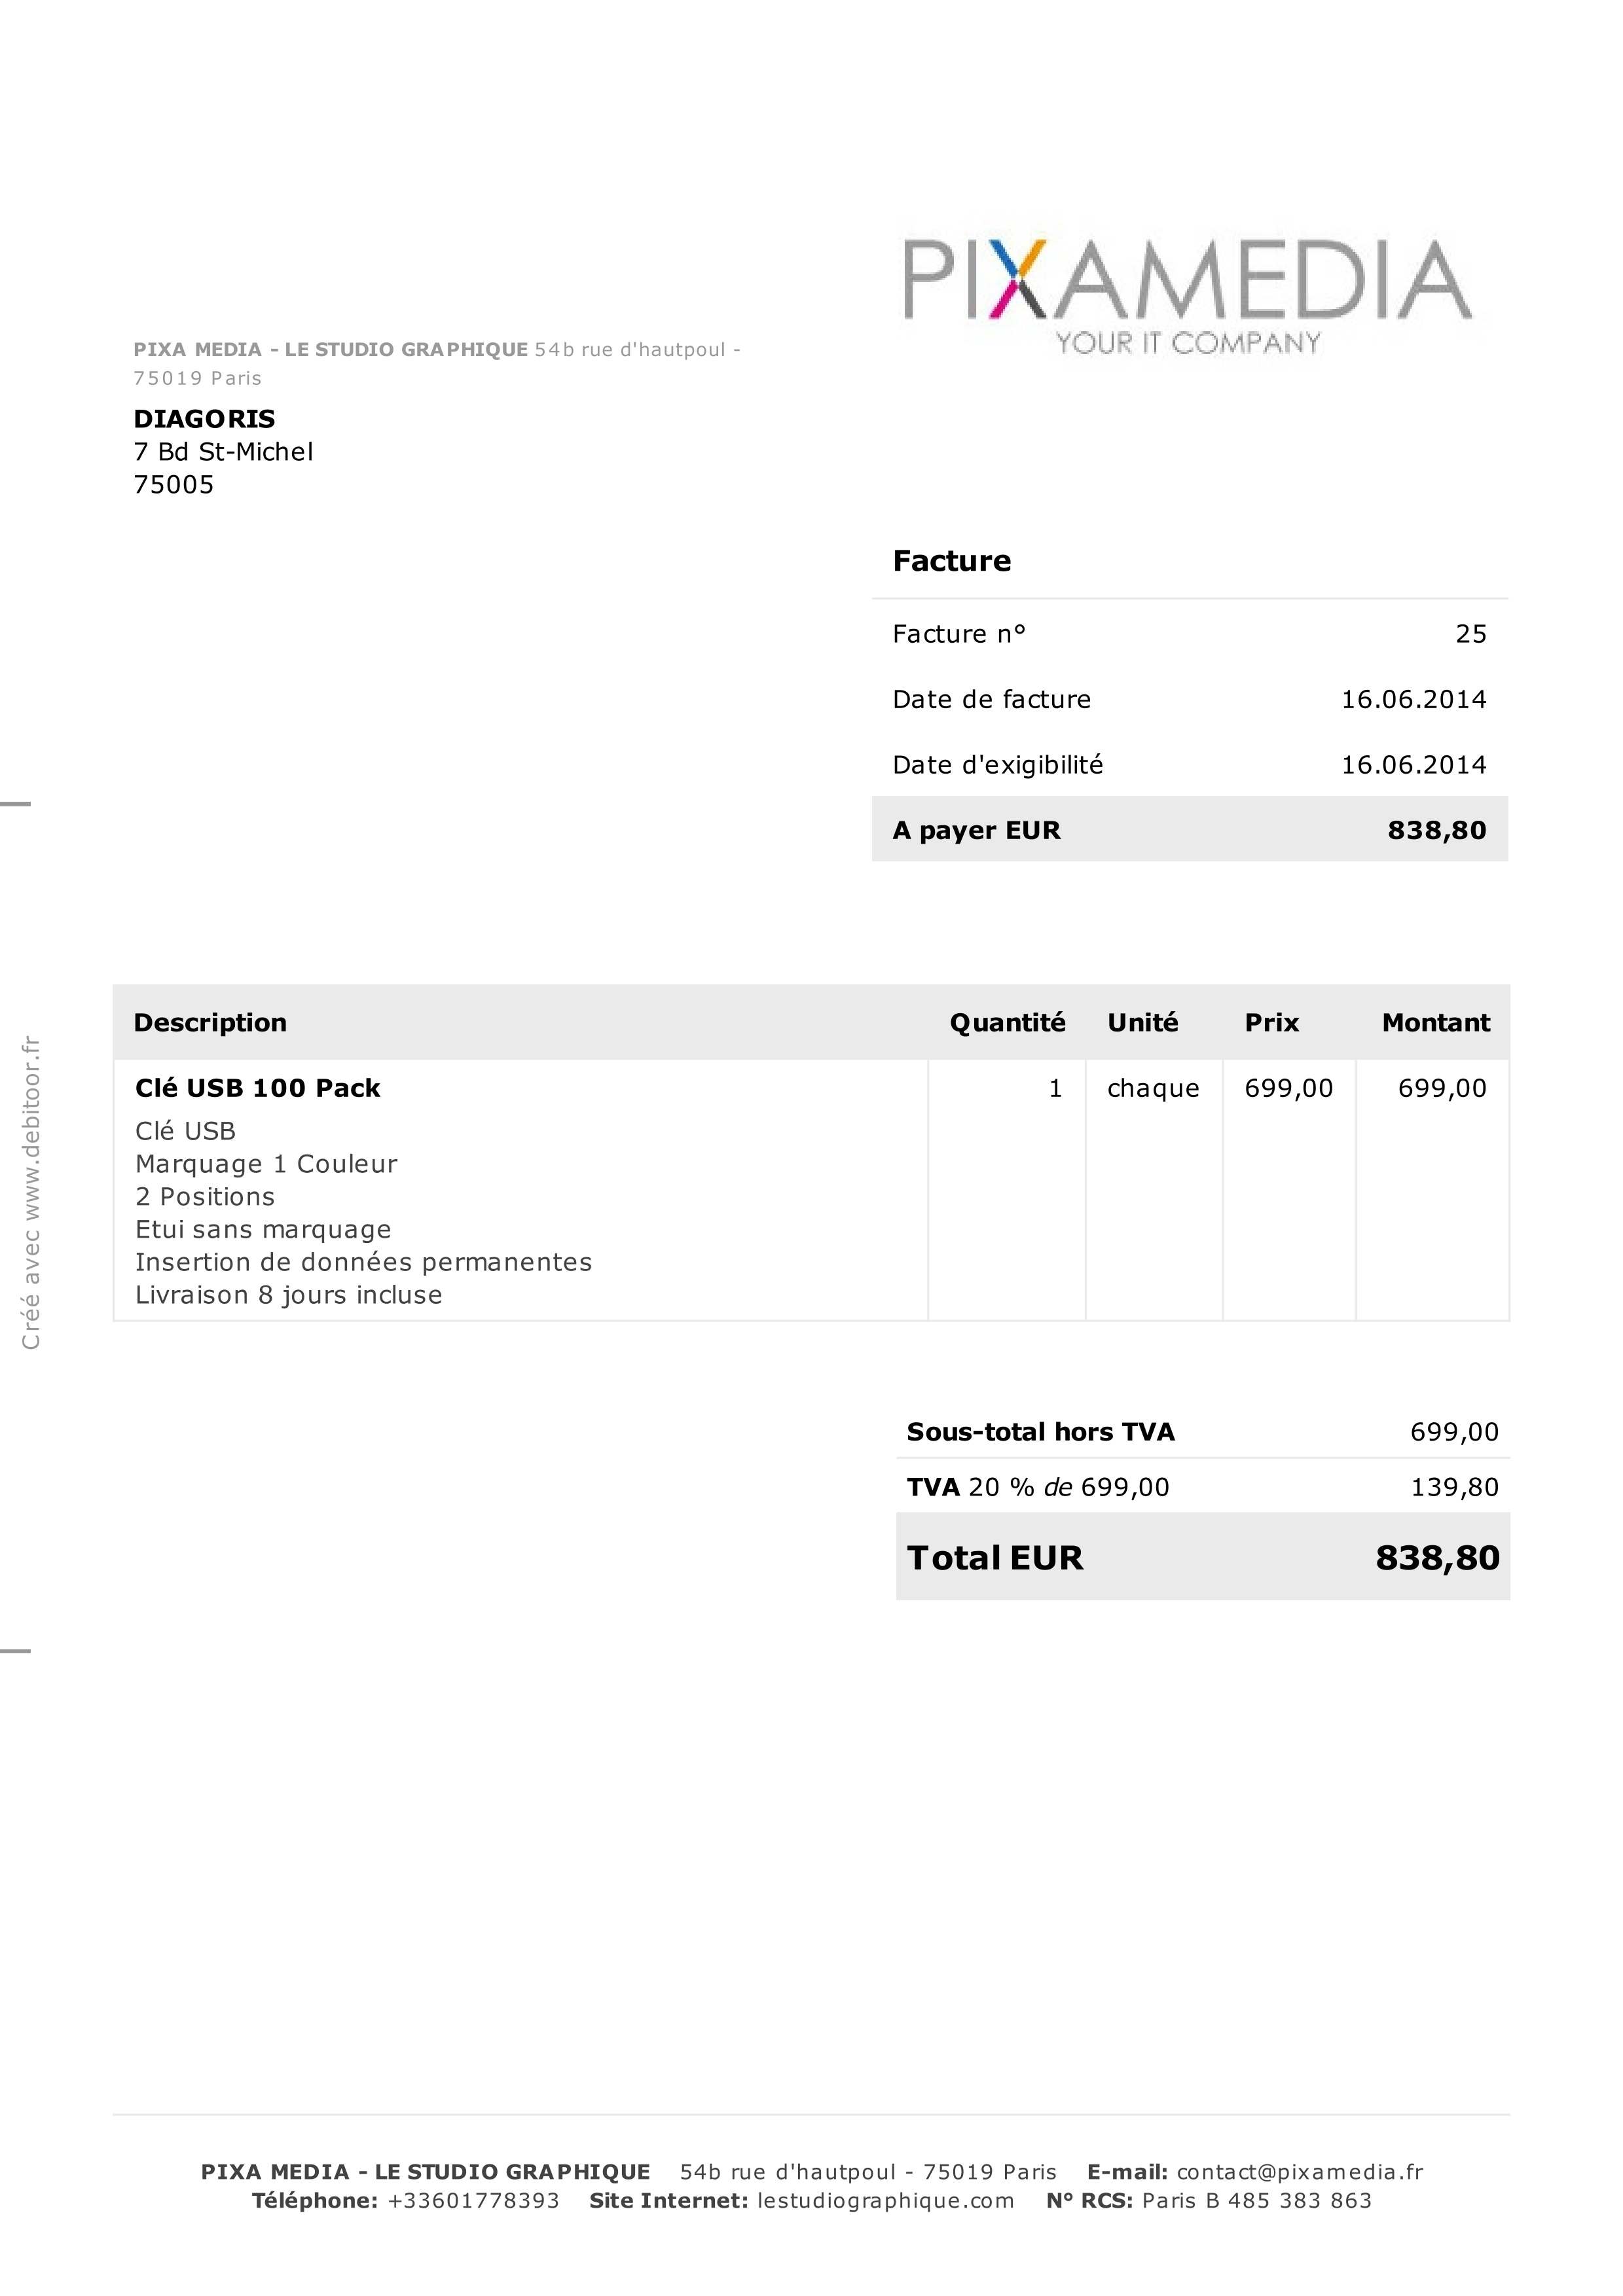 PIXAMEDIA
YOUR IT COMPANY
PIXA MEDIA - LE STUDIO GRAPHIQUE 54b rue d'hautpoul -
75019 Paris
DIAGORIS
7 Bd St-Michel
75005
Facture
Facture n° 25
Date de facture 16.06.2014
Date d'exigibilité 16.06.2014
A payer EUR 838,80
Description Quantité Unité Prix Montant
Clé USB 100 Pack 1 chaque 699,00 699,00
Clé USB
Marquage 1 Couleur
2 Positions
Etui sans marquage
Insertion de données permanentes
Livraison 8 jours incluse
Sous-total hors TVA 699,00
TVA 20 % de 699,00 139,80
Total EUR 838,80
Créé avec www.debitoor.fr
PIXA MEDIA - LE STUDIO GRAPHIQUE 54b rue d'hautpoul - 75019 Paris E-mail: contact@pixamedia.fr
Téléphone: +33601778393 Site Internet: lestudiographique.com N° RCS: Paris B 485 383 863